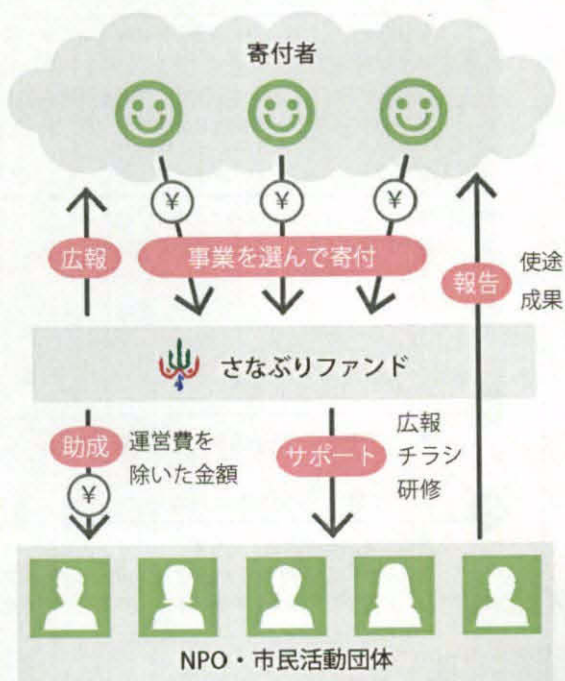 寄付者
¥ ¥ ¥
広報
事業を選んで寄付
報告
使途
成果
さなぶりファンド
助成
¥
運営費を
除いた金額
サポート
広報
チラシ
研修
NPO・市民活動団体